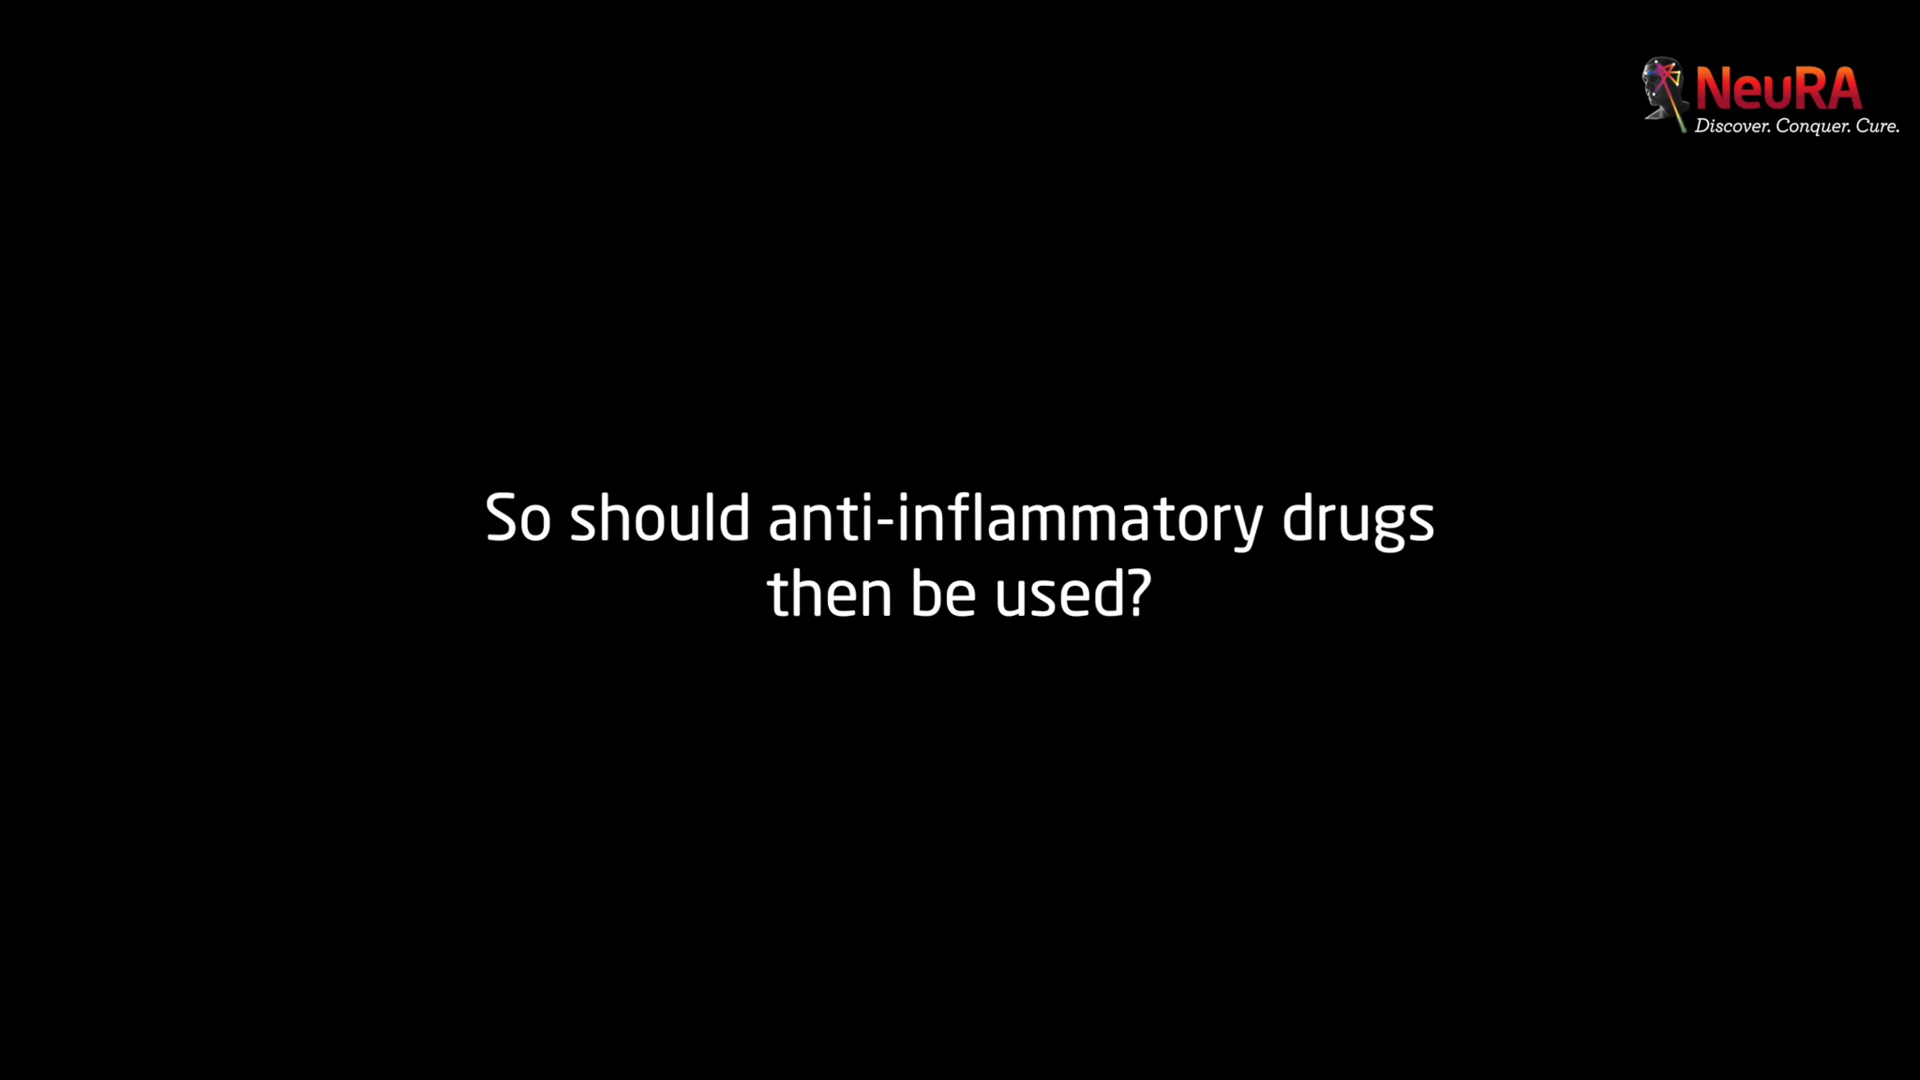 NeuRA
Discover. Conquer. Cure.
So should anti-inflammatory drugs
then be used?